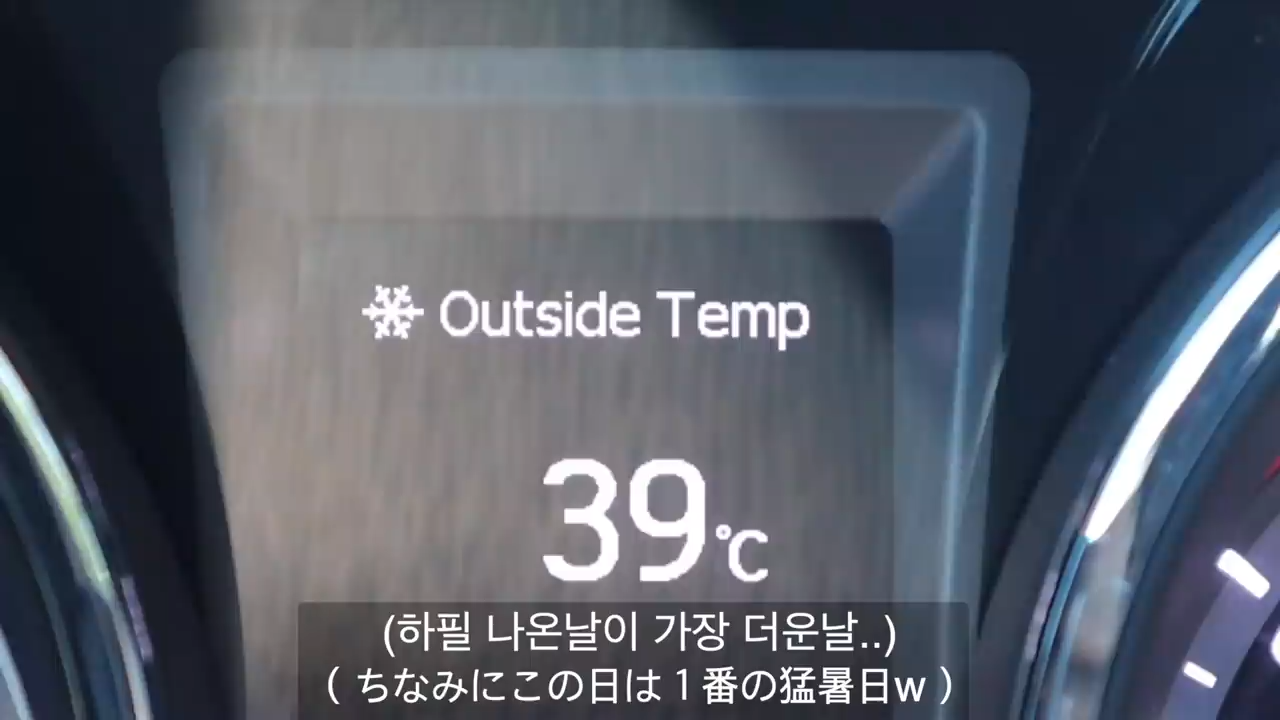 Outside Temp
39℃
(하필 나온날이 가장 더운날..)
( ちなみにこの日は１番の猛暑日w )